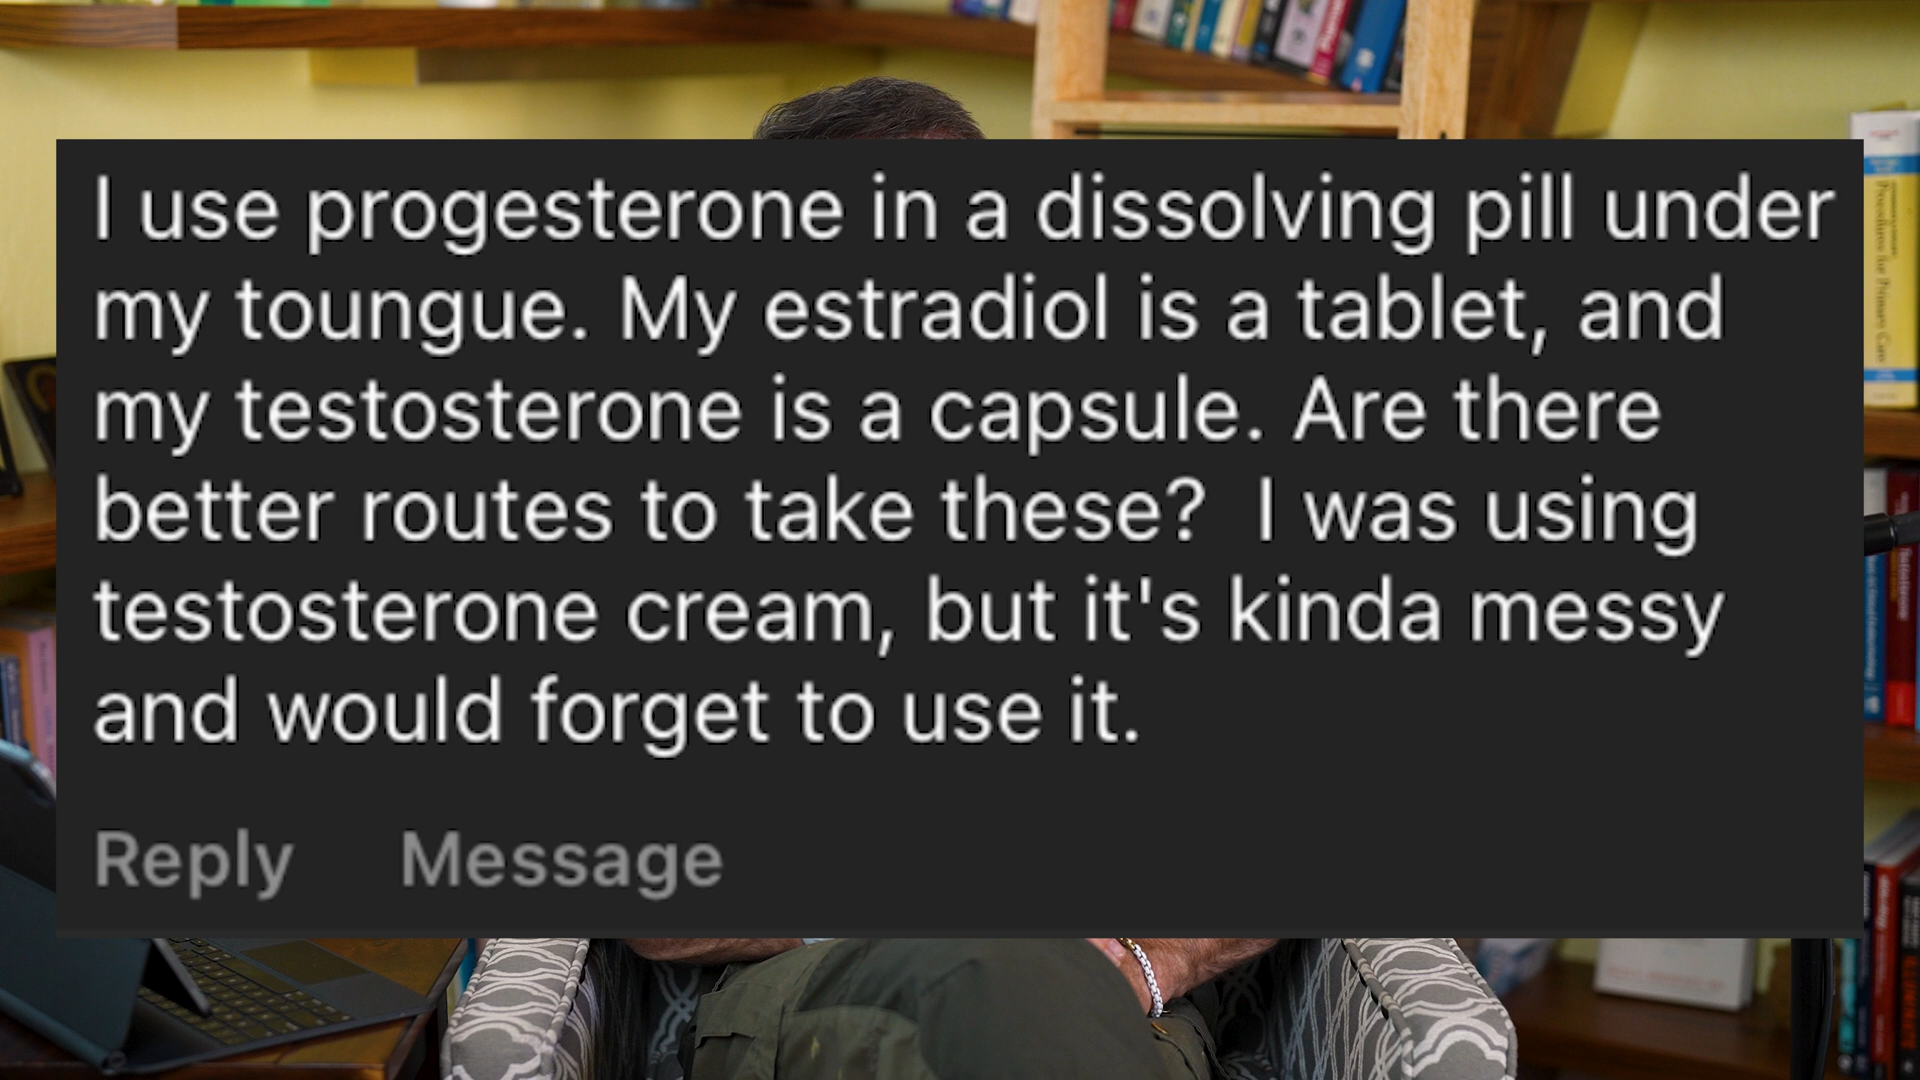 I use progesterone in a dissolving pill under
my toungue. My estradiol is a tablet, and
my testosterone is a capsule. Are there
better routes to take these?  I was using
testosterone cream, but it's kinda messy
and would forget to use it.
Reply Message